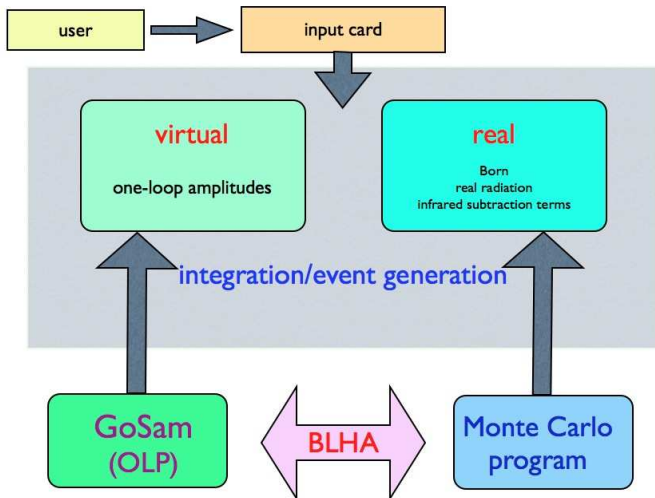 user
input card
virtual
one-loop amplitudes
real
Born
real radiation
infrared subtraction terms
integration/event generation
GoSam
(OLP)
BLHA
Monte Carlo
program